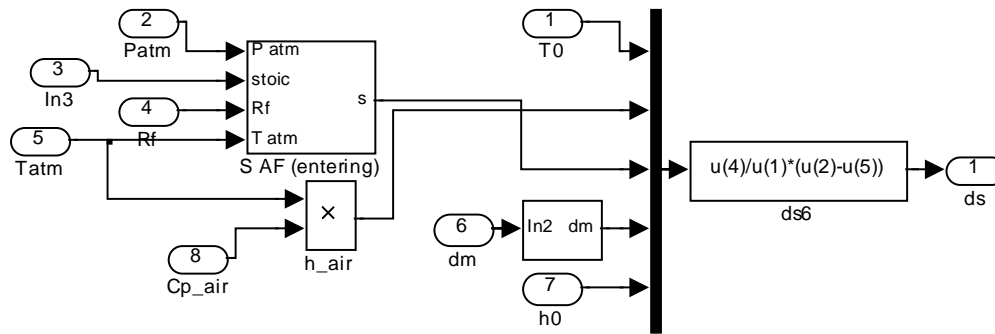 2
Patm
3
In3
4
Rf
5
Tatm
P atm
stoic
Rf
T atm
s
S AF (entering)
×
h_air
8
Cp_air
1
T0
6
dm
In2 dm
7
h0
u(4)/u(1)*(u(2)-u(5))
ds6
1
ds